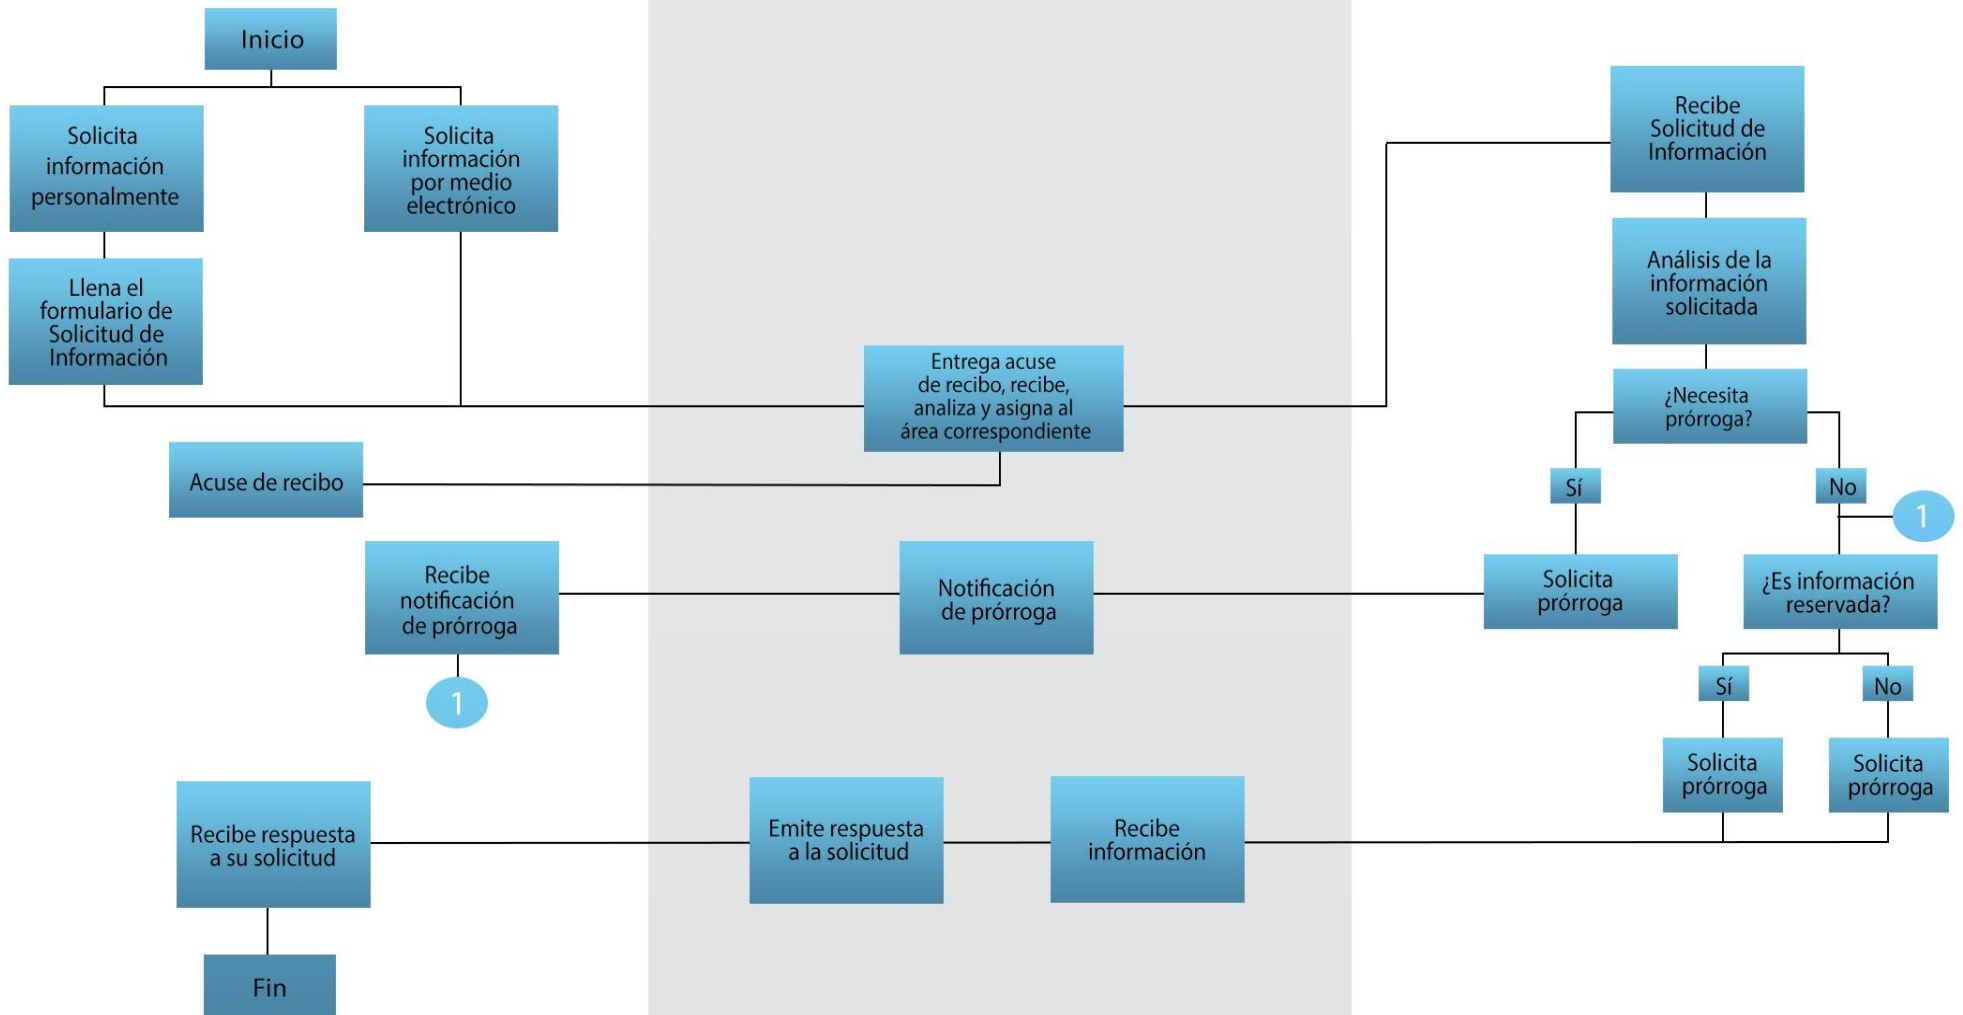 Inicio
Solicita
información
personalmente
Solicita
información
por medio
electrónico
Llena el
formulario de
Solicitud de
Información
Entrega acuse
de recibo, recibe,
analiza y asigna al
área correspondiente
Acuse de recibo
Recibe
Solicitud de
Información
Análisis de la
información
solicitada
¿Necesita
prórroga?
Sí
No
1
Solicita
prórroga
¿Es información
reservada?
Notificación
de prórroga
Recibe
notificación
de prórroga
1
Sí
No
Solicita
prórroga
Solicita
prórroga
Recibe
información
Emite respuesta
a la solicitud
Recibe respuesta
a su solicitud
Fin